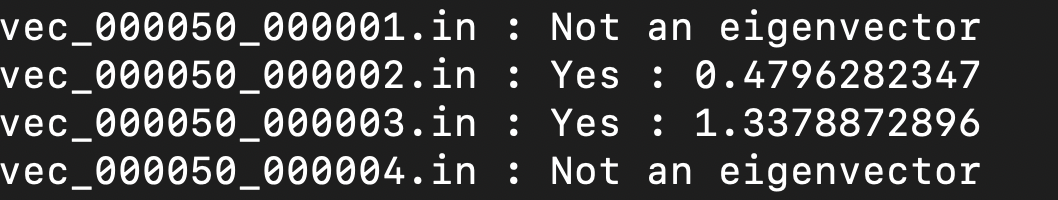 vec_000050_000001.in : Not an eigenvector
vec_000050_000002.in : Yes : 0.4796282347
vec_000050_000003.in : Yes : 1.3378872896
vec_000050_000004.in : Not an eigenvector